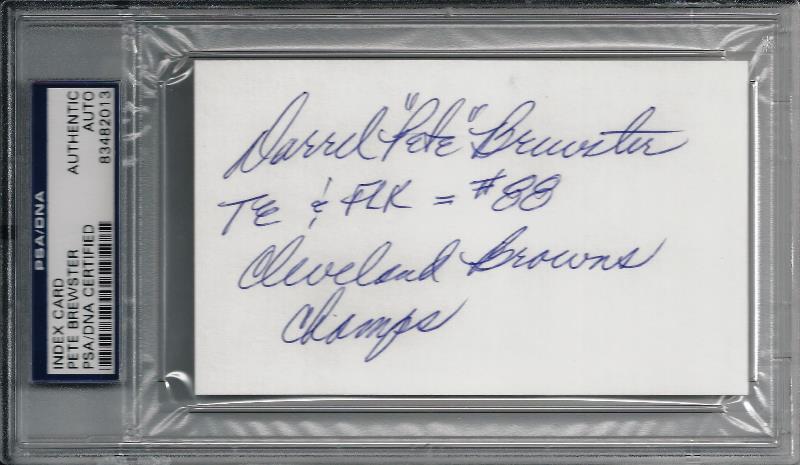 PSA/DNA
INDEX CARD
PETE BREWSTER
PSA/DNA CERTIFIED
AUTHENTIC
AUTO
83482013
Darrel "Pete" Brewster
TE & FLK = #88
Cleveland Browns
Champs